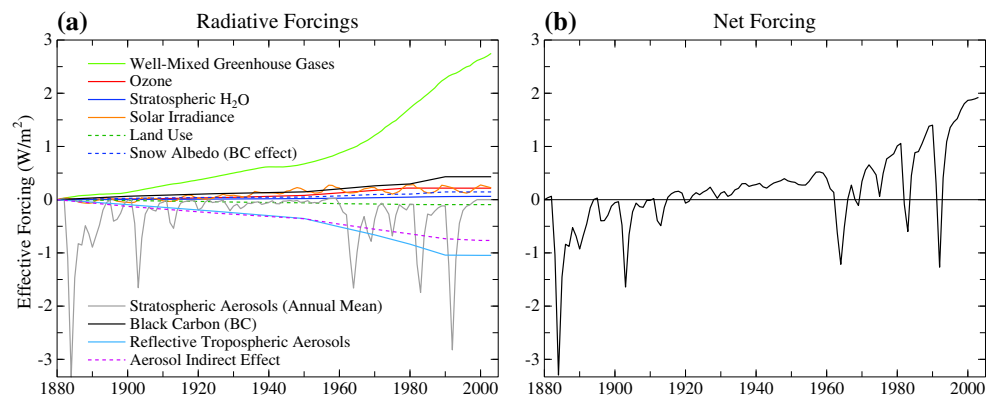 (a) Radiative Forcings
3
2
1
0
-1
-2
-3
Effective Forcing (W/m²)
Well-Mixed Greenhouse Gases
Ozone
Stratospheric H₂O
Solar Irradiance
Land Use
Snow Albedo (BC effect)
Stratospheric Aerosols (Annual Mean)
Black Carbon (BC)
Reflective Tropospheric Aerosols
Aerosol Indirect Effect
1880 1900 1920 1940 1960 1980 2000
(b) Net Forcing
3
2
1
0
-1
-2
-3
1880 1900 1920 1940 1960 1980 2000